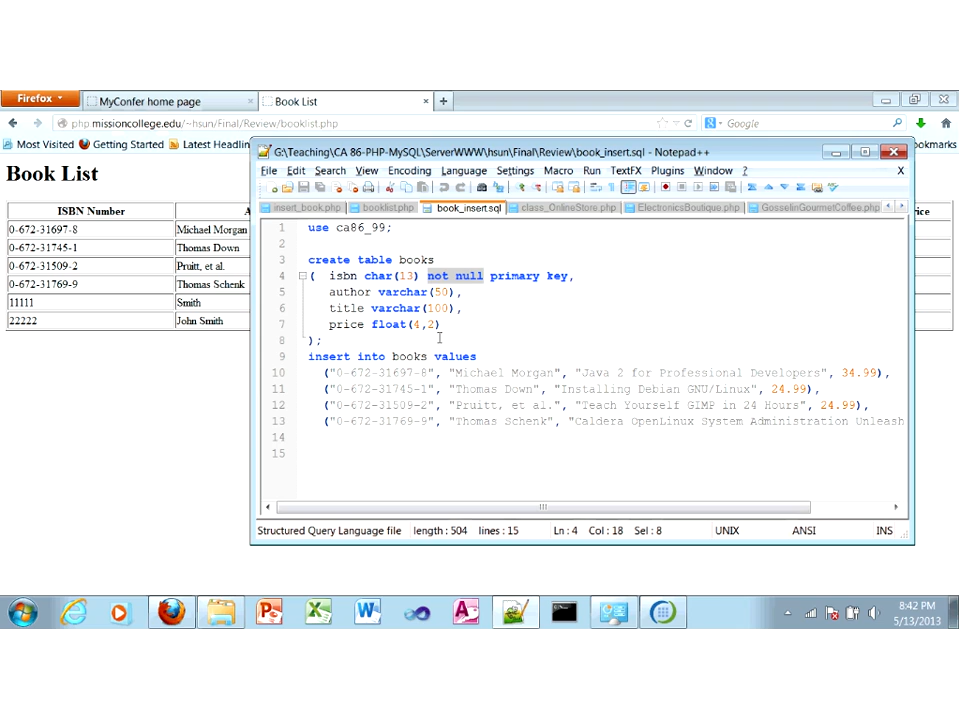 Firefox
MyConfer home page
Book List
php.missioncollege.edu/~hsun/Final/Review/booklist.php
Google
Most Visited
Getting Started
Latest Headlin
ookmarks
Book List
ISBN Number
A
ice
0-672-31697-8
Michael Morgan
0-672-31745-1
Thomas Down
0-672-31509-2
Pruitt, et al.
0-672-31769-9
Thomas Schenk
11111
Smith
22222
John Smith
G:\Teaching\CA 86-PHP-MySQL\ServerWWW\hsun\Final\Review\book_insert.sql - Notepad++
File Edit Search View Encoding Language Settings Macro Run TextFX Plugins Window ? X
insert_book.php booklist.php book_insert.sql class_OnlineStore.php ElectronicsBoutique.php GosselinGourmetCoffee.php
1 use ca86_99;
2
3 create table books
4 ( isbn char(13) not null primary key,
5 author varchar(50),
6 title varchar(100),
7 price float(4,2)
8 );
9 insert into books values
10 ("0-672-31697-8", "Michael Morgan", "Java 2 for Professional Developers", 34.99),
11 ("0-672-31745-1", "Thomas Down", "Installing Debian GNU/Linux", 24.99),
12 ("0-672-31509-2", "Pruitt, et al.", "Teach Yourself GIMP in 24 Hours", 24.99),
13 ("0-672-31769-9", "Thomas Schenk", "Caldera OpenLinux System Administration Unleash
14
15
Structured Query Language file length : 504 lines : 15 Ln : 4 Col : 18 Sel : 8 UNIX ANSI INS
8:42 PM
5/13/2013